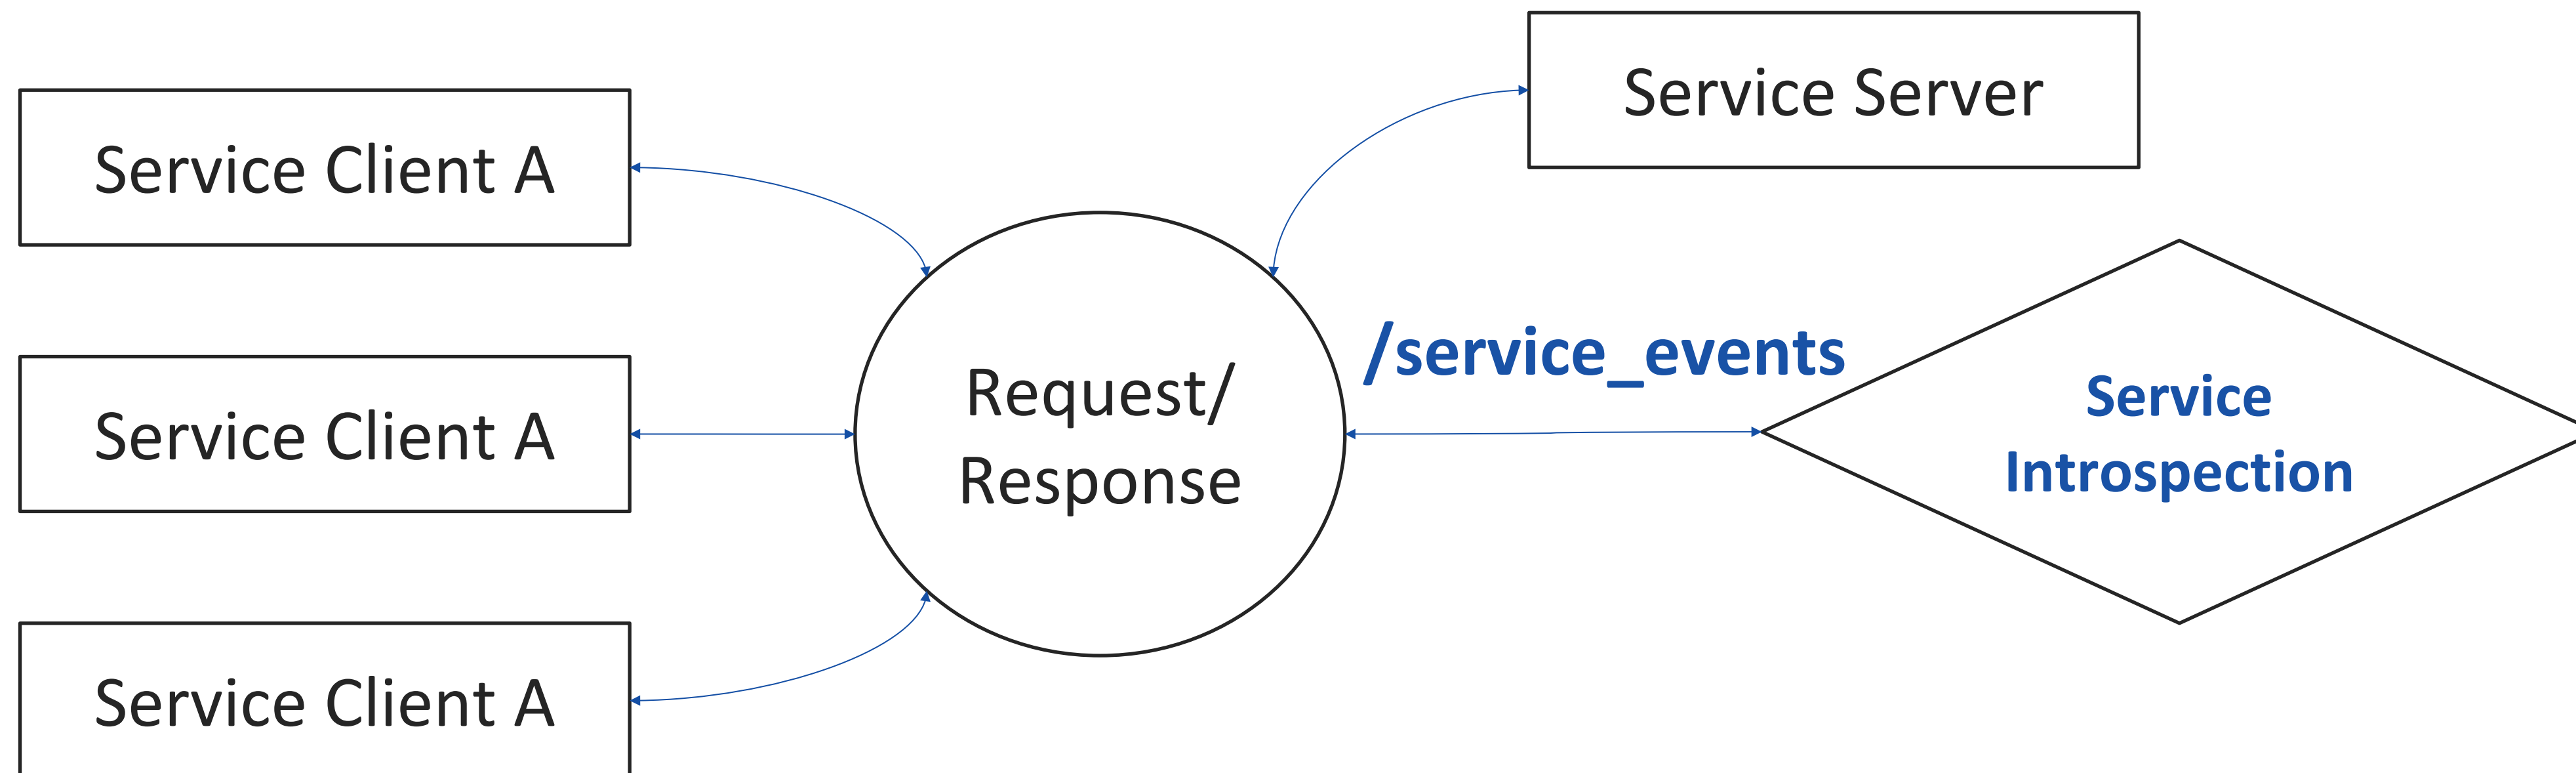 Service Client A
Service Client A
Service Client A
Request/
Response
Service Server
/service_events
Service
Introspection